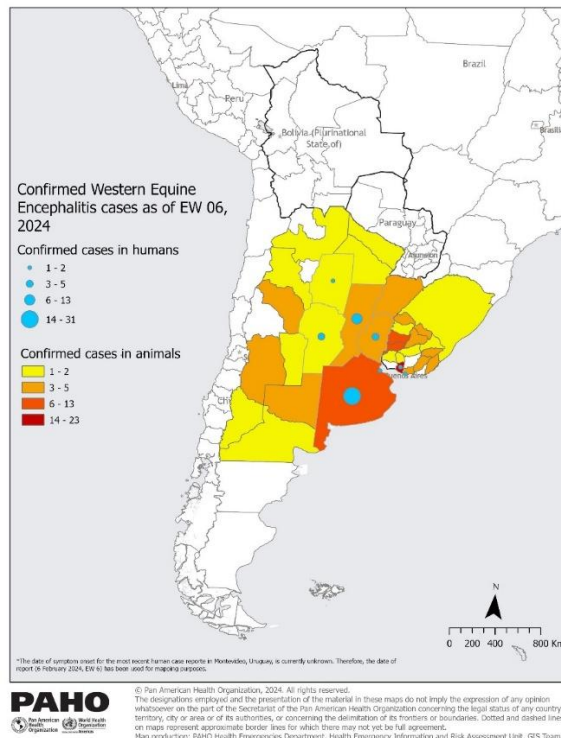 Brazil
Lima
Peru
Bolivia (Plurinational
State of)
Paraguay
Confirmed Western Equine
Encephalitis cases as of EW 06,
2024
Confirmed cases in humans
1 - 2
3 - 5
6 - 13
14 - 31
Confirmed cases in animals
1 - 2
3 - 5
6 - 13
14 - 23
Aires
N
0 200 400 800 Km
*The date of symptom onset for the most recent human case reporte in Montevideo, Uruguay, is currently unknown. Therefore, the date of
report (6 February 2024, EW 6) has been used for mapping purposes.
PAHO
Pan American
Health
Organization
World Health
Organization
© Pan American Health Organization, 2024. All rights reserved.
The designations employed and the presentation of the material in these maps do not imply the expression of any opinion
whatsoever on the part of the Secretariat of the Pan American Health Organization concerning the legal status of any country,
territory, city or area or of its authorities, or concerning the delimitation of its frontiers or boundaries. Dotted and dashed lines
on maps represent approximate border lines for which there may not yet be full agreement.
Map production: PAHO Health Emergencies Department, Health Emergency Information and Risk Assessment Unit, GIS Team